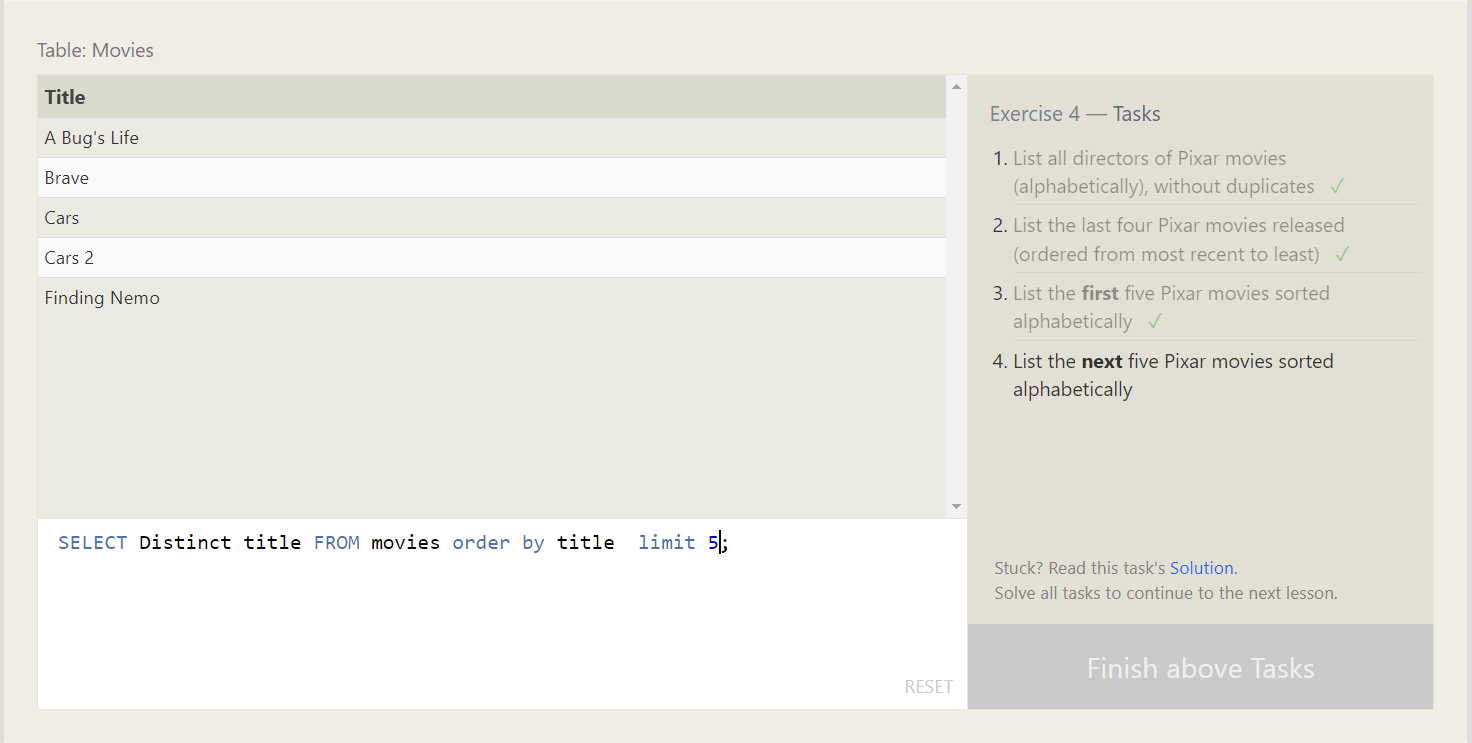 Table: Movies
Title
A Bug's Life
Brave
Cars
Cars 2
Finding Nemo
SELECT Distinct title FROM movies order by title  limit 5;
RESET
Exercise 4 — Tasks
1. List all directors of Pixar movies
(alphabetically), without duplicates ✓
2. List the last four Pixar movies released
(ordered from most recent to least) ✓
3. List the first five Pixar movies sorted
alphabetically ✓
4. List the next five Pixar movies sorted
alphabetically
Stuck? Read this task's Solution.
Solve all tasks to continue to the next lesson.
Finish above Tasks